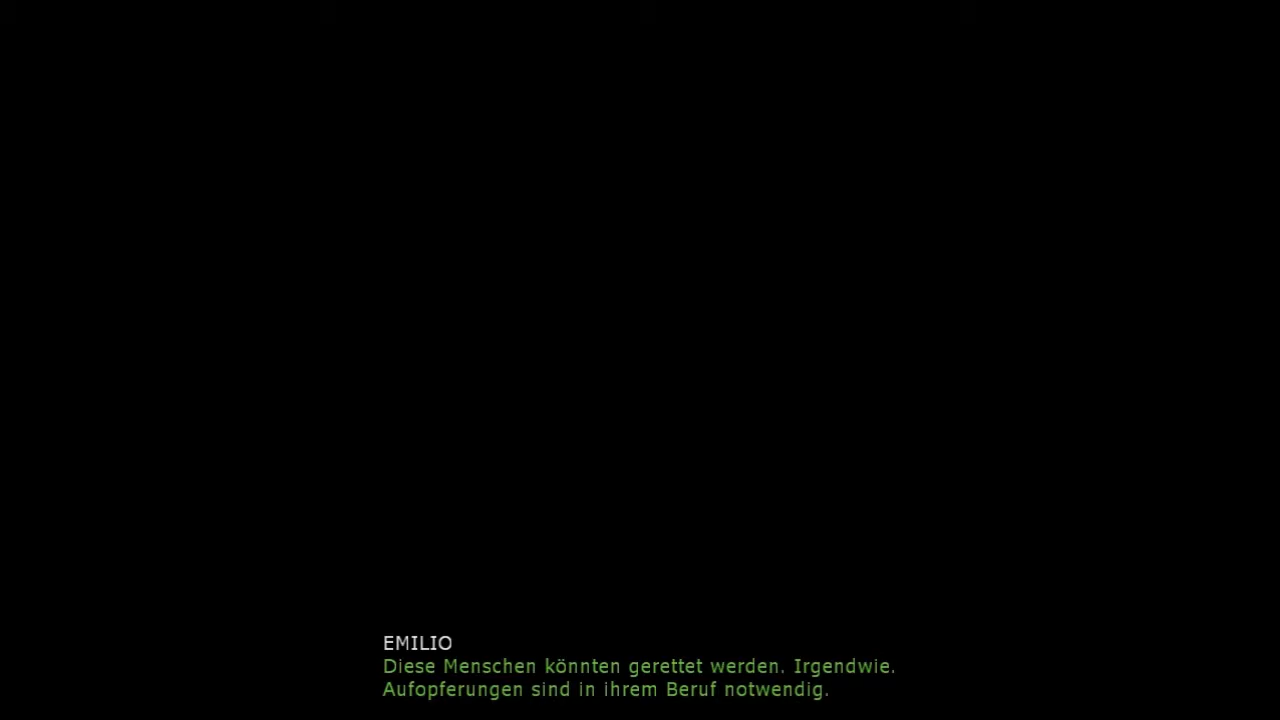 EMILIO
Diese Menschen könnten gerettet werden. Irgendwie.
Aufopferungen sind in ihrem Beruf notwendig.